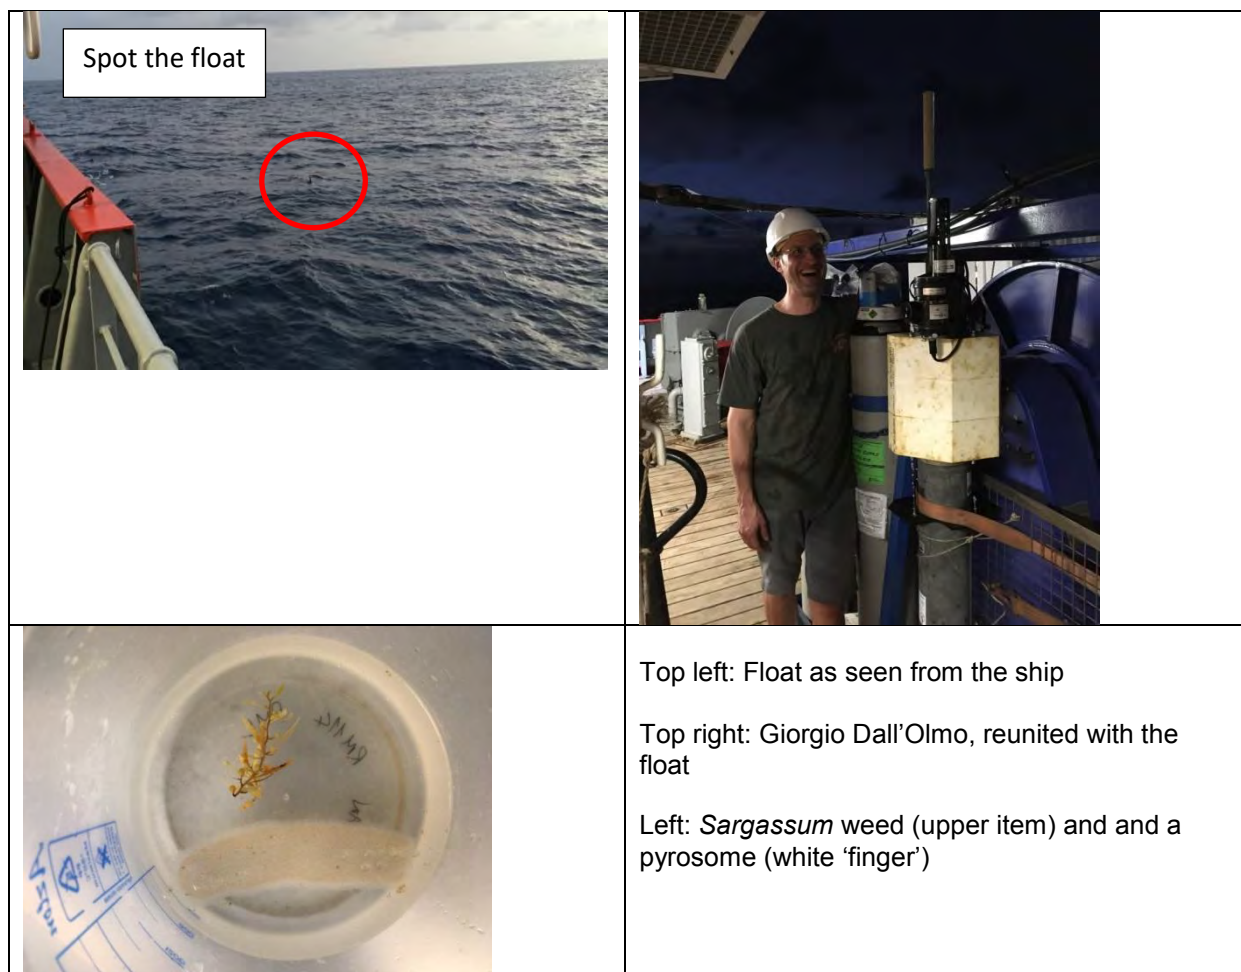 Spot the float
Top left: Float as seen from the ship
Top right: Giorgio Dall’Olmo, reunited with the
float
Left: Sargassum weed (upper item) and and a
pyrosome (white ‘finger’)